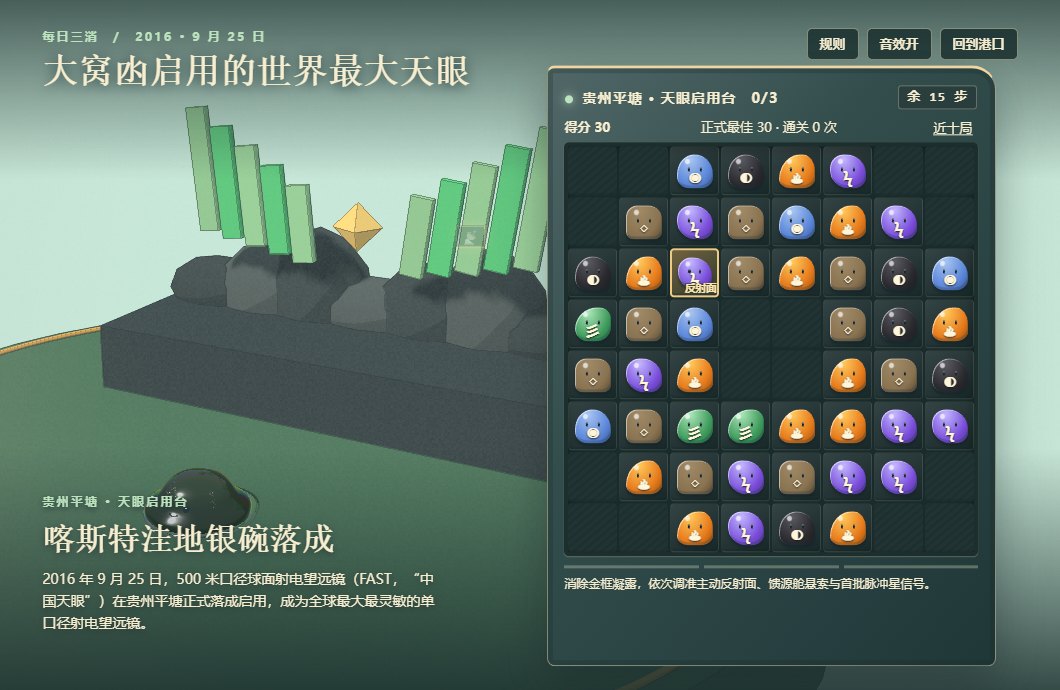 每日三消 / 2016·9月25日
大窝凼启用的世界最大天眼
规则 音效开 回到港口
贵州平塘·天眼启用台 0/3 余 15 步
得分 30 正式最佳 30·通关 0 次 近十局
反射面
消除金框凝露，依次调准主动反射面、馈源舱悬索与首批脉冲星信号。
贵州平塘·天眼启用台
喀斯特洼地银碗落成
2016 年 9 月 25 日，500 米口径球面射电望远镜（FAST，“中
国天眼”）在贵州平塘正式落成启用，成为全球最大最灵敏的单
口径射电望远镜。